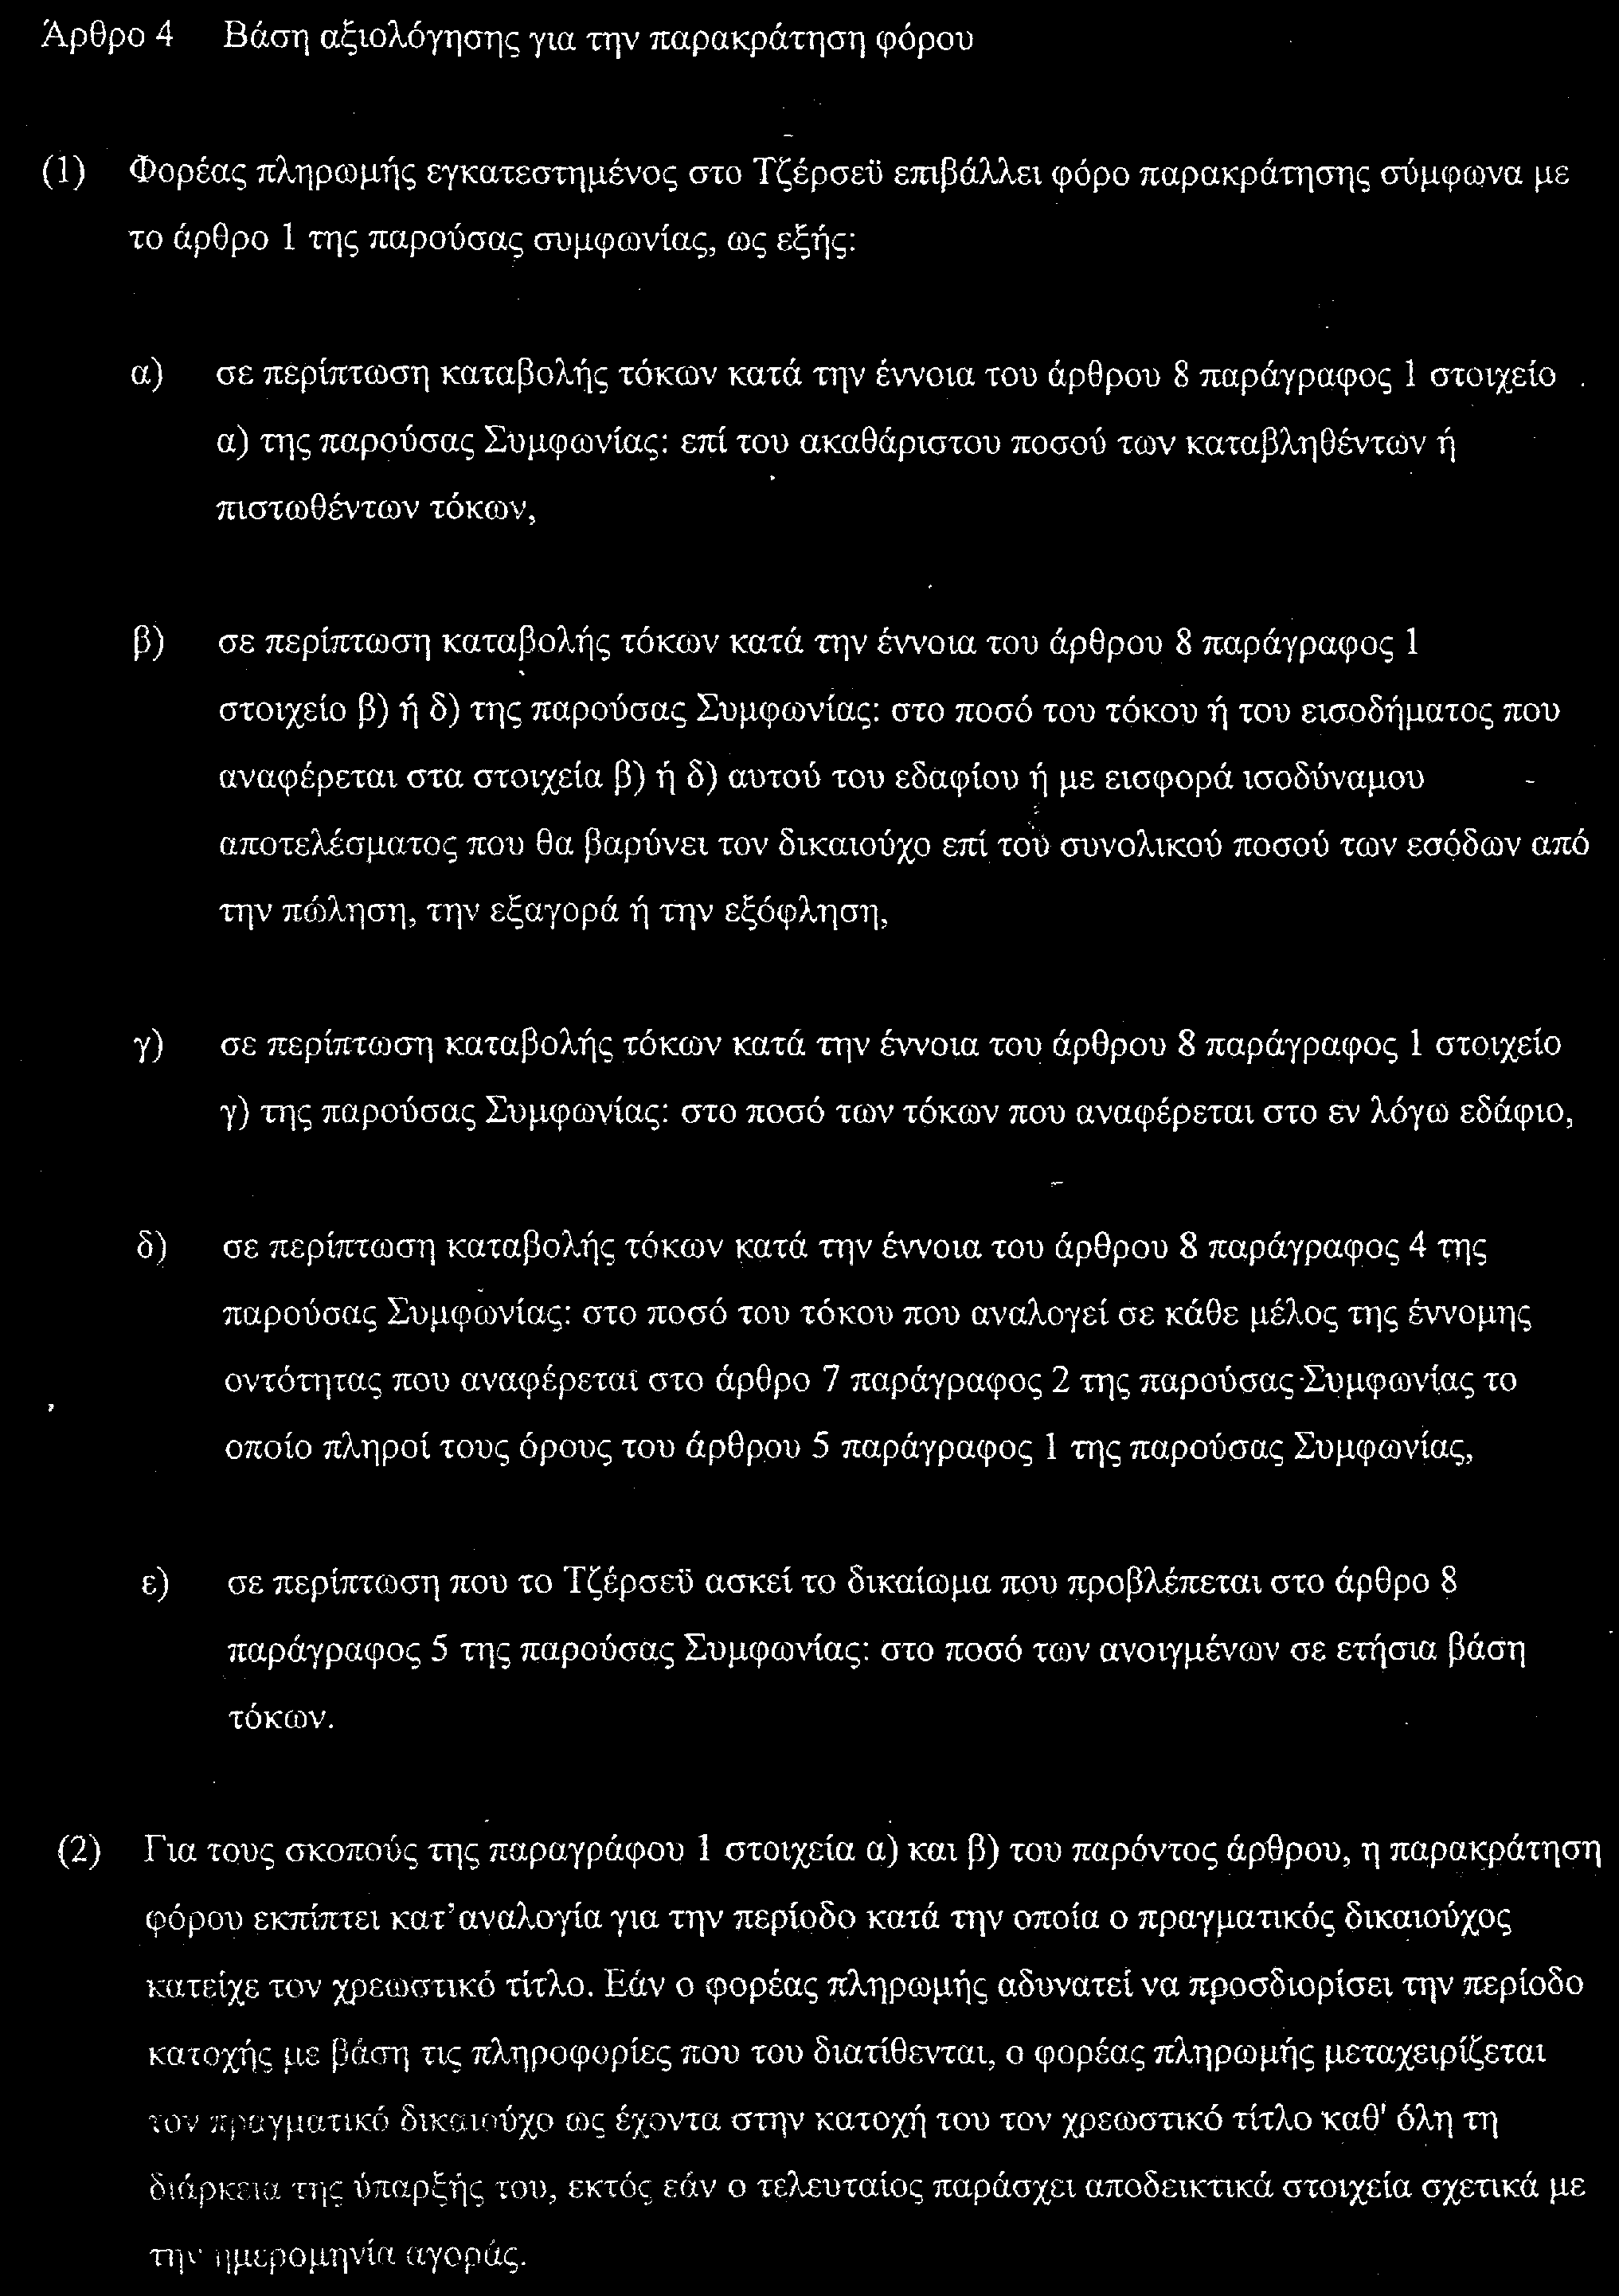 Άρθρο 4 Βάση αξιολόγησης για την παρακράτηση φόρου
(1) Φορέας πληρωμής εγκατεστημένος στο Τζέρσεϋ επιβάλλει φόρο παρακράτησης σύμφωνα με
το άρθρο 1 της παρούσας συμφωνίας, ως εξής:
α) σε περίπτωση καταβολής τόκων κατά την έννοια του άρθρου 8 παράγραφος 1 στοιχείο
α) της παρούσας Συμφωνίας: επί του ακαθάριστου ποσού των καταβληθέντων ή
πιστωθέντων τόκων,
β) σε περίπτωση καταβολής τόκων κατά την έννοια του άρθρου 8 παράγραφος 1
στοιχείο β) ή δ) της παρούσας Συμφωνίας: στο ποσό του τόκου ή του εισοδήματος που
αναφέρεται στα στοιχεία β) ή δ) αυτού του εδαφίου ή με εισφορά ισοδύναμου
αποτελέσματος που θα βαρύνει τον δικαιούχο επί του συνολικού ποσού των εσόδων από
την πώληση, την εξαγορά ή την εξόφληση,
γ) σε περίπτωση καταβολής τόκων κατά την έννοια του άρθρου 8 παράγραφος 1 στοιχείο
γ) της παρούσας Συμφωνίας: στο ποσό των τόκων που αναφέρεται στο εν λόγω εδάφιο,
δ) σε περίπτωση καταβολής τόκων κατά την έννοια του άρθρου 8 παράγραφος 4 της
παρούσας Συμφωνίας: στο ποσό του τόκου που αναλογεί σε κάθε μέλος της έννομης
οντότητας που αναφέρεται στο άρθρο 7 παράγραφος 2 της παρούσας Συμφωνίας το
οποίο πληροί τους όρους του άρθρου 5 παράγραφος 1 της παρούσας Συμφωνίας,
ε) σε περίπτωση που το Τζέρσεϋ ασκεί το δικαίωμα που προβλέπεται στο άρθρο 8
παράγραφος 5 της παρούσας Συμφωνίας: στο ποσό των ανοιγμένων σε ετήσια βάση
τόκων.
(2) Για τους σκοπούς της παραγράφου 1 στοιχεία α) και β) του παρόντος άρθρου, η παρακράτηση
φόρου εκπίπτει κατ’αναλογία για την περίοδο κατά την οποία ο πραγματικός δικαιούχος
κατείχε τον χρεωστικό τίτλο. Εάν ο φορέας πληρωμής αδυνατεί να προσδιορίσει την περίοδο
κατοχής με βάση τις πληροφορίες που του διατίθενται, ο φορέας πληρωμής μεταχειρίζεται
τον πραγματικό δικαιούχο ως έχοντα στην κατοχή του τον χρεωστικό τίτλο καθ' όλη τη
διάρκεια της ύπαρξής του, εκτός εάν ο τελευταίος παράσχει αποδεικτικά στοιχεία σχετικά με
την ημερομηνία αγοράς.